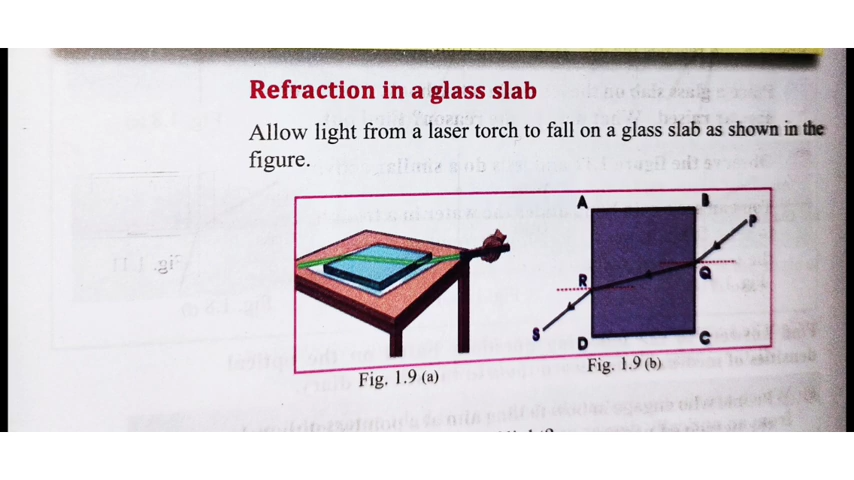 Refraction in a glass slab
Allow light from a laser torch to fall on a glass slab as shown in the
figure.
A
B
P
Q
R
S
D
C
Fig. 1.9 (a)
Fig. 1.9 (b)